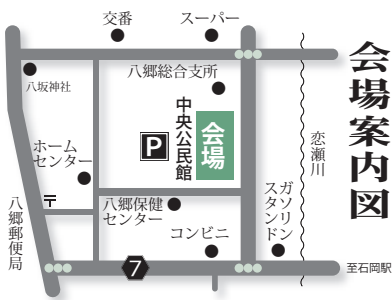 会場案内図
交番
スーパー
八坂神社
八郷総合支所
中央公民館
会場
P
ホーム
センター
恋瀬川
〒
八郷郵便局
八郷保健
センター
ガソリン
スタンド
コンビニ
7
至石岡駅